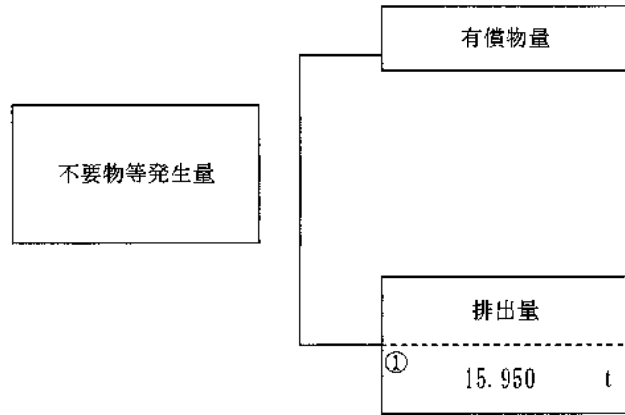 有償物量
不要物等発生量
排出量
①
15.950 t